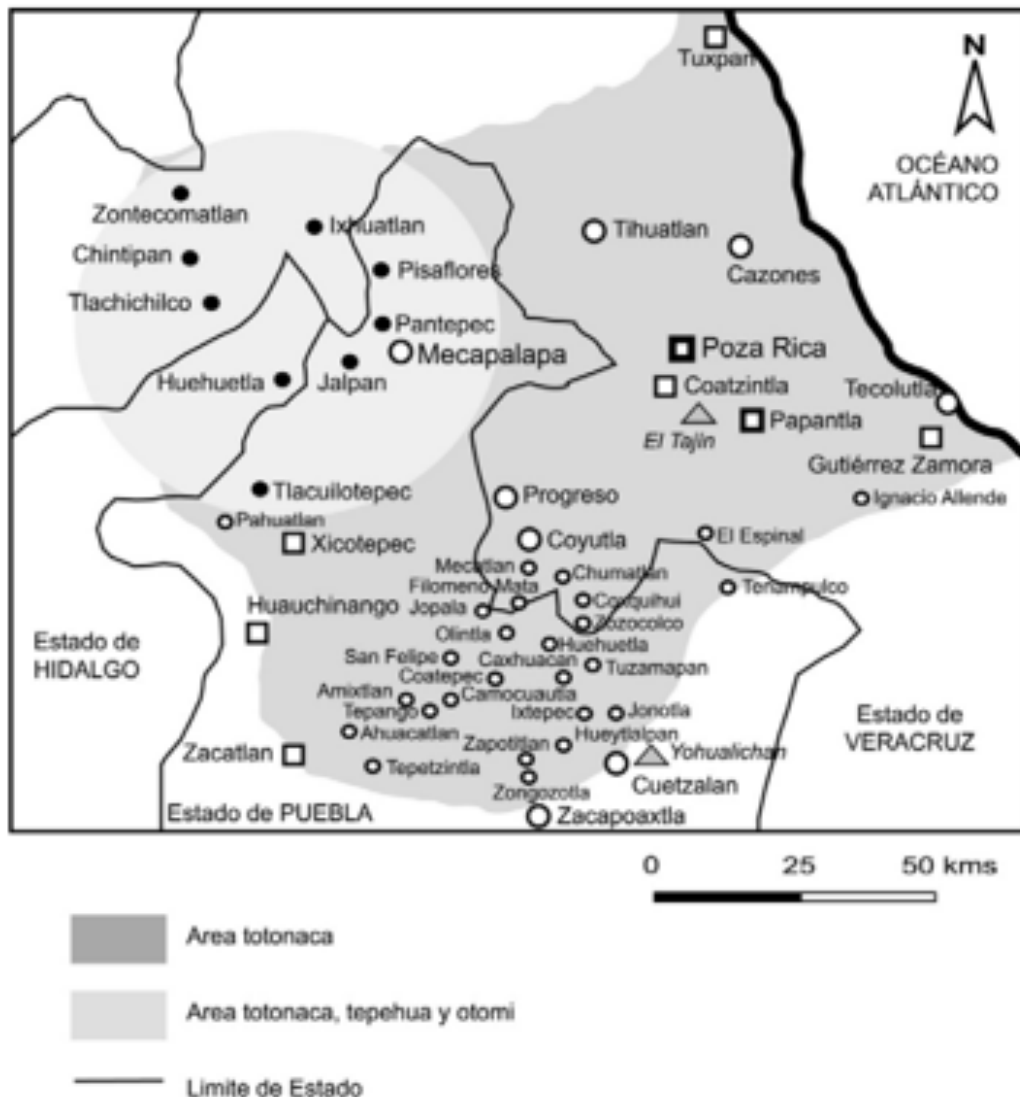 Tuxpan
N
OCÉANO
ATLÁNTICO
Zontecomatlan
Ixhuatlan
Tihuatlan
Chintipan
Pisaflores
Cazones
Tlachichilco
Pantepec
Mecapalapa
Poza Rica
Huehuetla
Jalpan
Coatzintla
Tecolutla
El Tajín
Papantla
Gutiérrez Zamora
Tlacuilotepec
Progreso
Ignacio Allende
Pahuatlan
Xicotepec
Coyutla
El Espinal
Mecatlan
Chumatlan
Filomeno Mata
Tenampulco
Huauchinango
Jopala
Coxquihui
Zozocolco
Estado de
HIDALGO
Olintla
Huehuetla
San Felipe
Caxhuacan
Tuzamapan
Coatepec
Amixtlan
Camocuautla
Tepango
Ixtepec
Jonotla
Estado de
VERACRUZ
Ahuacatlan
Hueytlalpan
Zacatlan
Zapotitlan
Yohualichan
Tepetzintla
Cuetzalan
Zongozotla
Estado de PUEBLA
Zacapoaxtla
0 25 50 kms
Area totonaca
Area totonaca, tepehua y otomi
Limite de Estado